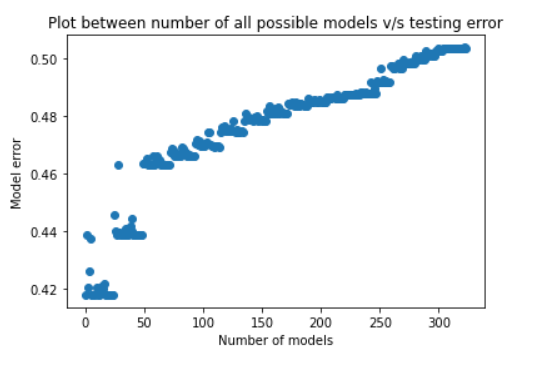 Plot between number of all possible models v/s testing error
0.50
0.48
0.46
0.44
0.42
Model error
0 50 100 150 200 250 300
Number of models